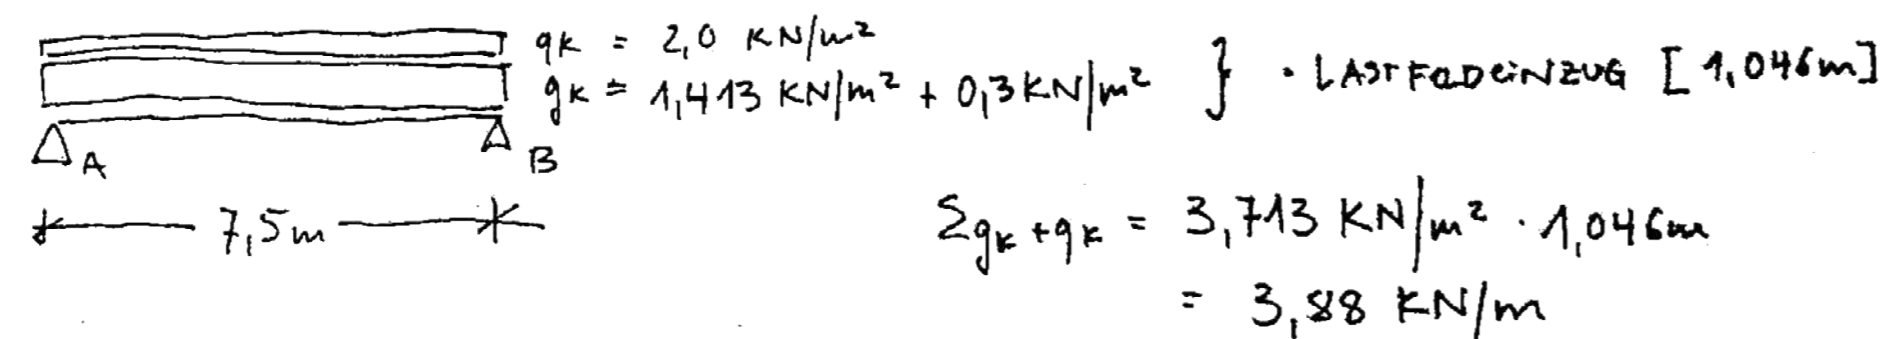 qk = 2,0 KN/m²
gk = 1,413 KN/m² + 0,3 KN/m² } · LASTFELDEINZUG [1,046m]
A B
7,5m
Σgk+qk = 3,713 KN/m² · 1,046m
= 3,88 KN/m